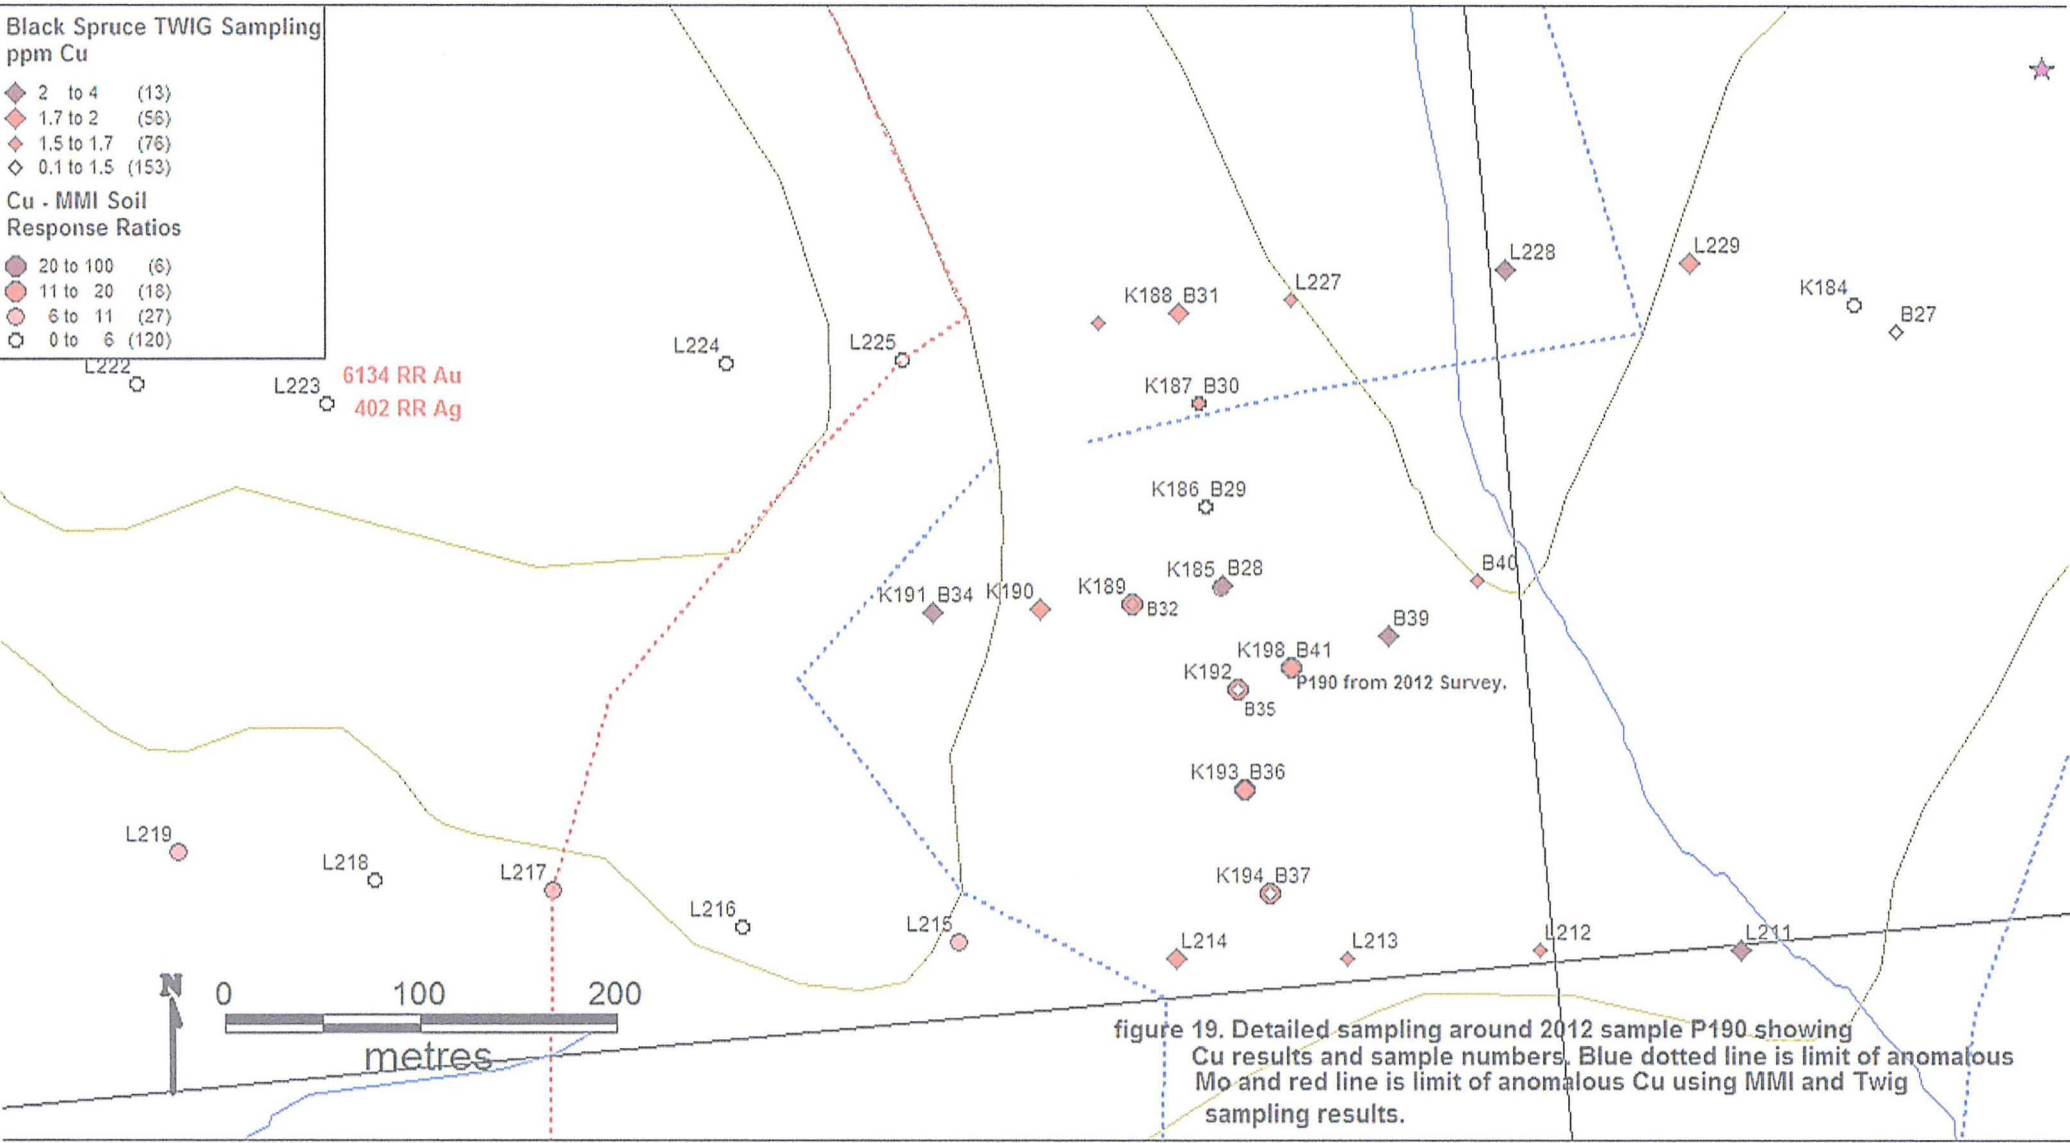 Black Spruce TWIG Sampling
ppm Cu
2 to 4 (13)
1.7 to 2 (56)
1.5 to 1.7 (76)
0.1 to 1.5 (153)
Cu - MMI Soil
Response Ratios
20 to 100 (6)
11 to 20 (18)
6 to 11 (27)
0 to 6 (120)
L222
L223
6134 RR Au
402 RR Ag
L224
L225
K188 B31
L227
L228
L229
K184
B27
K187 B30
K186 B29
K185 B28
K191 B34
K190
K189
B32
B40
B39
K198 B41
P190 from 2012 Survey.
K192
B35
K193 B36
K194 B37
L219
L218
L217
L216
L215
L214
L213
L212
L211
N
0 100 200
metres
figure 19. Detailed sampling around 2012 sample P190 showing
Cu results and sample numbers. Blue dotted line is limit of anomalous
Mo and red line is limit of anomalous Cu using MMI and Twig
sampling results.